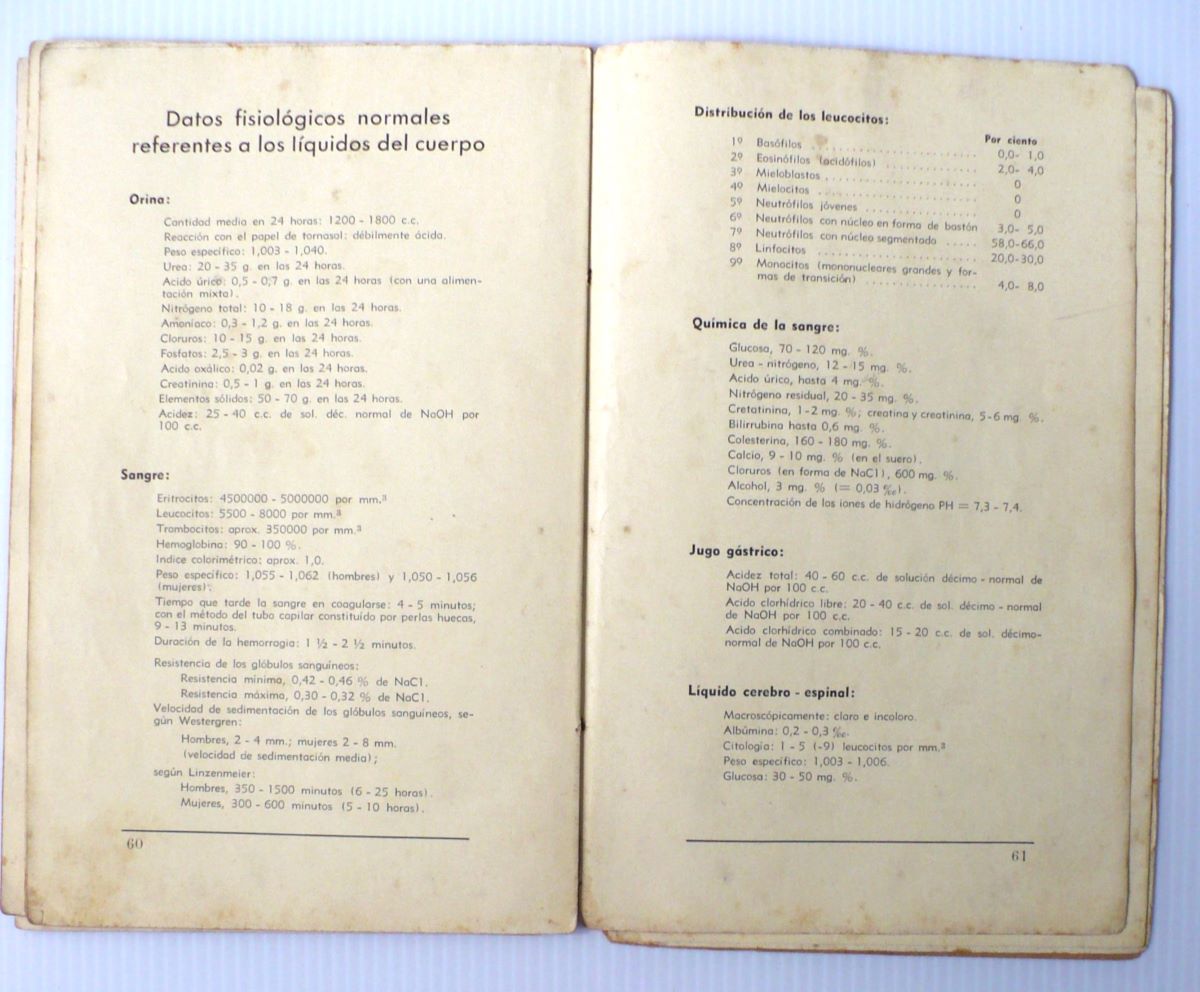 Datos fisiológicos normales
referentes a los líquidos del cuerpo
Orina:
Cantidad media en 24 horas: 1200 - 1800 c.c.
Reacción con el papel de tornasol: débilmente ácida.
Peso específico: 1,003 - 1,040.
Urea: 20 - 35 g. en las 24 horas.
Acido úrico: 0,5 - 0,7 g. en las 24 horas (con una alimen-
tación mixta).
Nitrógeno total: 10 - 18 g. en las 24 horas.
Amoníaco: 0,3 - 1,2 g. en las 24 horas.
Cloruros: 10 - 15 g. en las 24 horas.
Fosfatos: 2,5 - 3 g. en las 24 horas.
Acido oxálico: 0,02 g. en las 24 horas.
Creatinina: 0,5 - 1 g. en las 24 horas.
Elementos sólidos: 50 - 70 g. en las 24 horas.
Acidez: 25 - 40 c.c. de sol. déc. normal de NaOH por
100 c.c.
Sangre:
Eritrocitos: 4500000 - 5000000 por mm.³
Leucocitos: 5500 - 8000 por mm.³
Trombocitos: aprox. 350000 por mm.³
Hemoglobina: 90 - 100 %.
Indice colorimétrico: aprox. 1,0.
Peso específico: 1,055 - 1,062 (hombres) y 1,050 - 1,056
(mujeres).
Tiempo que tarde la sangre en coagularse: 4 - 5 minutos;
con el método del tubo capilar constituído por perlas huecas,
9 - 13 minutos.
Duración de la hemorragia: 1 ½ - 2 ½ minutos.
Resistencia de los glóbulos sanguíneos:
Resistencia mínima, 0,42 - 0,46 % de NaCl.
Resistencia máxima, 0,30 - 0,32 % de NaCl.
Velocidad de sedimentación de los glóbulos sanguíneos, se-
gún Westergren:
Hombres, 2 - 4 mm.; mujeres 2 - 8 mm.
(velocidad de sedimentación media);
según Linzenmeier:
Hombres, 350 - 1500 minutos (6 - 25 horas).
Mujeres, 300 - 600 minutos (5 - 10 horas).
60
Distribución de los leucocitos:
Por ciento
1º Basófilos . . . . . . . . . . 0,0- 1,0
2º Eosinófilos (acidófilos) . . . . . . . . . . 2,0- 4,0
3º Mieloblastos . . . . . . . . . . 0
4º Mielocitos . . . . . . . . . . 0
5º Neutrófilos jóvenes . . . . . . . . . . 0
6º Neutrófilos con núcleo en forma de bastón 3,0- 5,0
7º Neutrófilos con núcleo segmentado . . . . . 58,0-66,0
8º Linfocitos . . . . . . . . . . 20,0-30,0
9º Monocitos (mononucleares grandes y for-
mas de transición) . . . . . . . . . . 4,0- 8,0
Química de la sangre:
Glucosa, 70 - 120 mg. %.
Urea - nitrógeno, 12 - 15 mg. %.
Acido úrico, hasta 4 mg. %.
Nitrógeno residual, 20 - 35 mg. %.
Cretatinina, 1-2 mg. %; creatina y creatinina, 5-6 mg. %.
Bilirrubina hasta 0,6 mg. %.
Colesterina, 160 - 180 mg. %.
Calcio, 9 - 10 mg. % (en el suero).
Cloruros (en forma de NaCl), 600 mg. %.
Alcohol, 3 mg. % (= 0,03 ‰).
Concentración de los iones de hidrógeno PH = 7,3 - 7,4.
Jugo gástrico:
Acidez total: 40 - 60 c.c. de solución décimo - normal de
NaOH por 100 c.c.
Acido clorhídrico libre: 20 - 40 c.c. de sol. décimo - normal
de NaOH por 100 c.c.
Acido clorhídrico combinado: 15 - 20 c.c. de sol. décimo-
normal de NaOH por 100 c.c.
Líquido cerebro - espinal:
Macroscópicamente: claro e incoloro.
Albúmina: 0,2 - 0,3 ‰.
Citología: 1 - 5 (-9) leucocitos por mm.³
Peso específico: 1,003 - 1,006.
Glucosa: 30 - 50 mg. %.
61